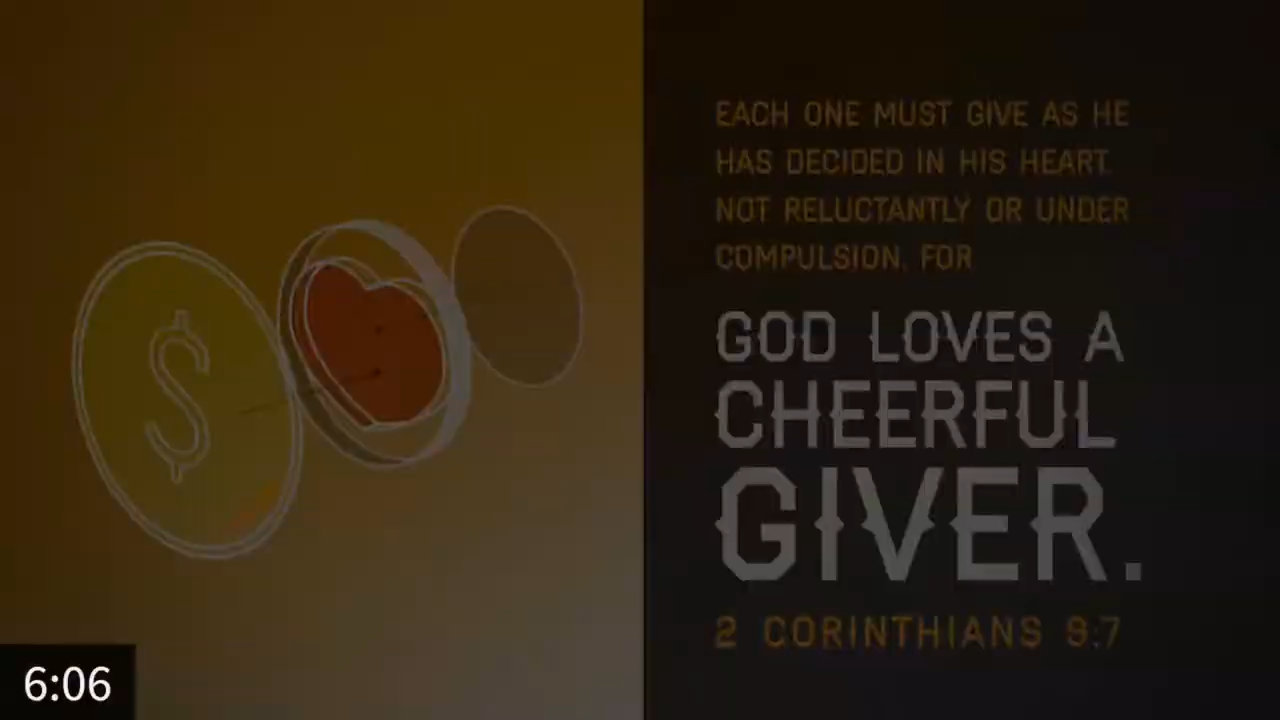 EACH ONE MUST GIVE AS HE
HAS DECIDED IN HIS HEART,
NOT RELUCTANTLY OR UNDER
COMPULSION, FOR
GOD LOVES A
CHEERFUL
GIVER.
2 CORINTHIANS 9:7
$
6:06